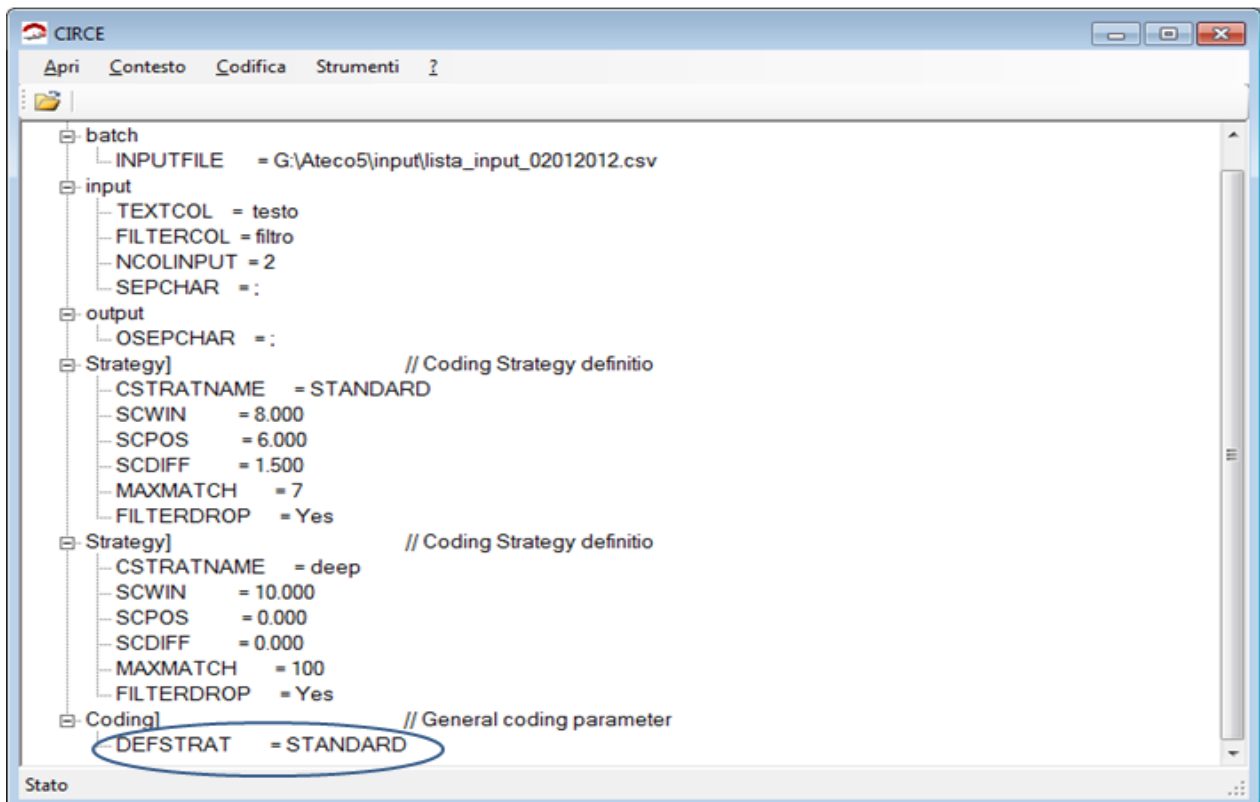 CIRCE
Apri Contesto Codifica Strumenti ?
batch
INPUTFILE = G:\Ateco5\input\lista_input_02012012.csv
input
TEXTCOL = testo
FILTERCOL = filtro
NCOLINPUT = 2
SEPCHAR = ;
output
OSEPCHAR = ;
Strategy] // Coding Strategy definitio
CSTRATNAME = STANDARD
SCWIN = 8.000
SCPOS = 6.000
SCDIFF = 1.500
MAXMATCH = 7
FILTERDROP = Yes
Strategy] // Coding Strategy definitio
CSTRATNAME = deep
SCWIN = 10.000
SCPOS = 0.000
SCDIFF = 0.000
MAXMATCH = 100
FILTERDROP = Yes
Coding] // General coding parameter
DEFSTRAT = STANDARD
Stato